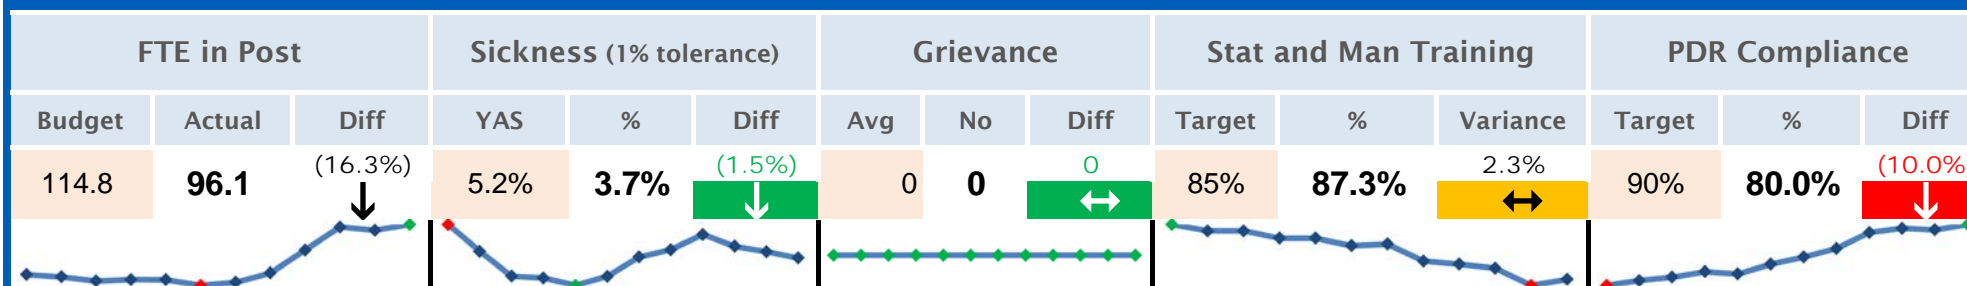 FTE in Post Sickness (1% tolerance) Grievance Stat and Man Training PDR Compliance
Budget Actual Diff YAS % Diff Avg No Diff Target % Variance Target % Diff
114.8 96.1 (16.3%) 5.2% 3.7% (1.5%) 0 0 0 85% 87.3% 2.3% 90% 80.0% (10.0%